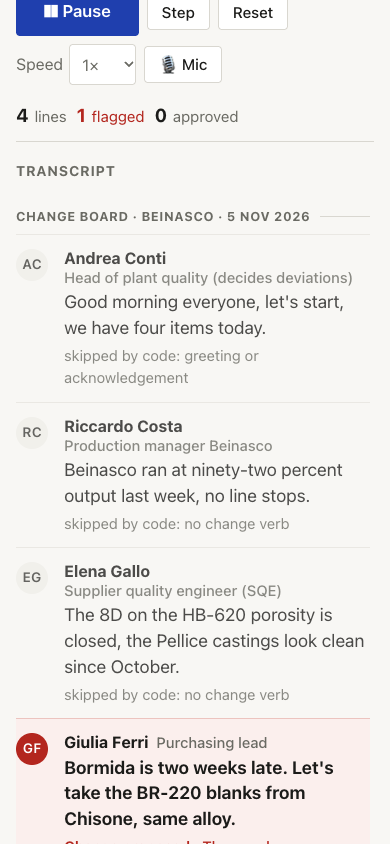 Pause Step Reset
Speed 1× Mic
4 lines 1 flagged 0 approved
TRANSCRIPT
CHANGE BOARD · BEINASCO · 5 NOV 2026
AC Andrea Conti
Head of plant quality (decides deviations)
Good morning everyone, let's start,
we have four items today.
skipped by code: greeting or
acknowledgement
RC Riccardo Costa
Production manager Beinasco
Beinasco ran at ninety-two percent
output last week, no line stops.
skipped by code: no change verb
EG Elena Gallo
Supplier quality engineer (SQE)
The 8D on the HB-620 porosity is
closed, the Pellice castings look clean
since October.
skipped by code: no change verb
GF Giulia Ferri Purchasing lead
Bormida is two weeks late. Let's
take the BR-220 blanks from
Chisone, same alloy.